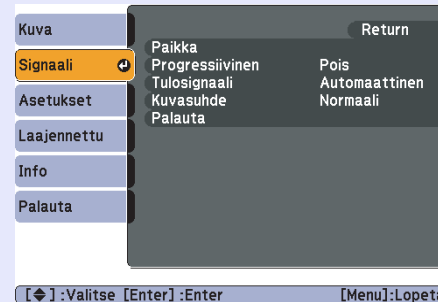 Kuva
Signaali
Asetukset
Laajennettu
Info
Palauta
Return
Paikka
Progressiivinen Pois
Tulosignaali Automaattinen
Kuvasuhde Normaali
Palauta
[ ] :Valitse [Enter] :Enter [Menu]:Lopeta